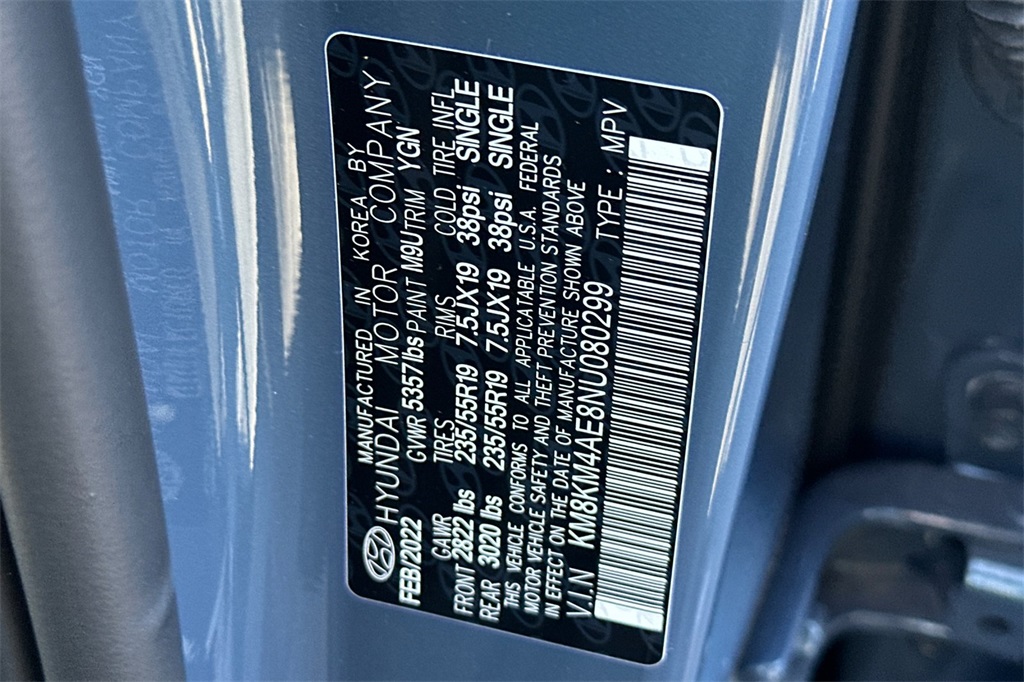 MANUFACTURED IN KOREA BY
HYUNDAI MOTOR COMPANY
FEB/2022 GVWR 5357lbs PAINT M9U TRIM YGN
GAWR TIRES RMS COLD TIRE INFL
FRONT 2822 lbs 235/55R19 7.5JX19 38psi SINGLE
REAR 3020 lbs 235/55R19 7.5JX19 38psi SINGLE
THIS VEHICLE CONFORMS TO ALL APPLICABLE U.S.A. FEDERAL
MOTOR VEHICLE SAFETY AND THEFT PREVENTION STANDARDS
IN EFFECT ON THE DATE OF MANUFACTURE SHOWN ABOVE
V.I.N KM8KM4AE8NU080299 TYPE : MPV